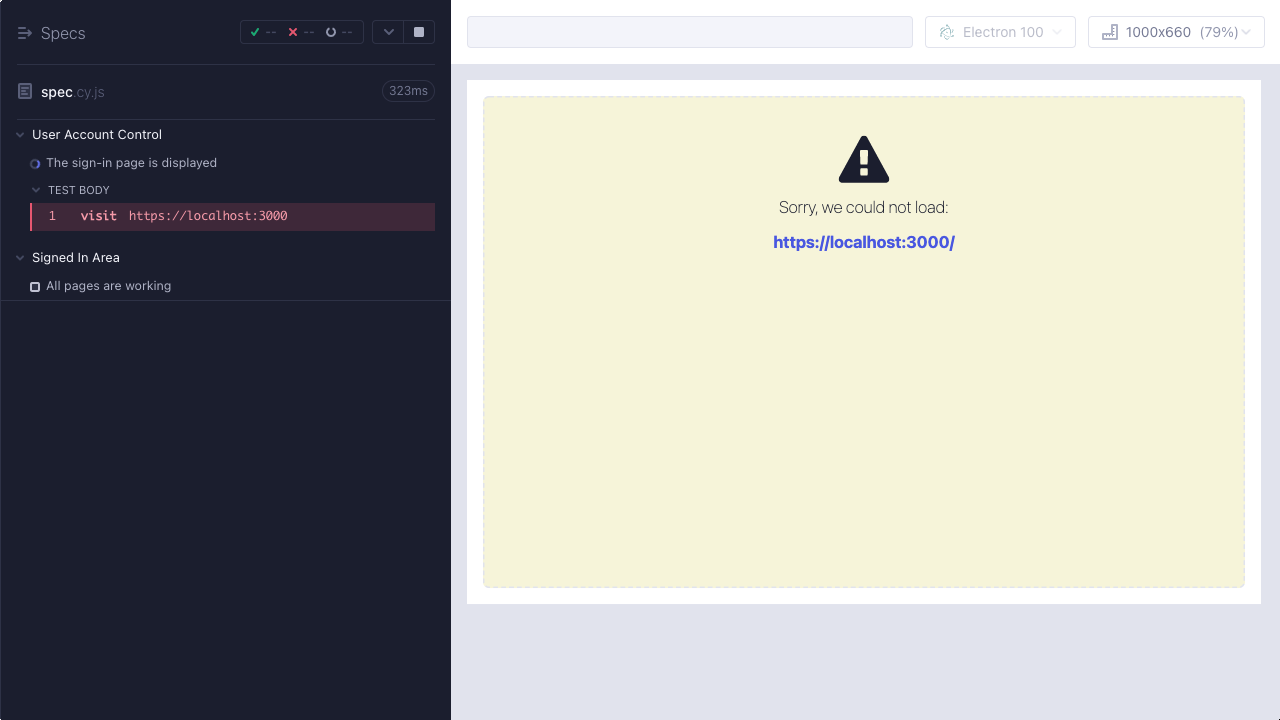 Specs
-- -- --
spec.cy.js
323ms
User Account Control
The sign-in page is displayed
TEST BODY
1 visit https://localhost:3000
Signed In Area
All pages are working
Electron 100
1000x660 (79%)
Sorry, we could not load:
https://localhost:3000/